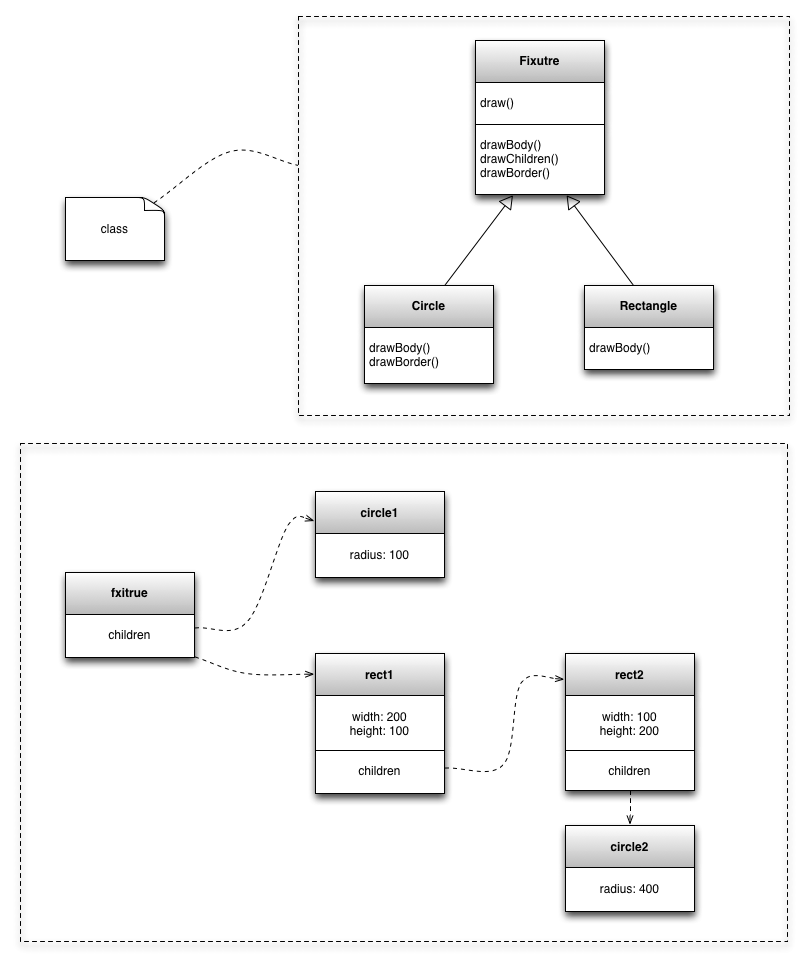 Fixutre
draw()
drawBody()
drawChildren()
drawBorder()
class
Circle
drawBody()
drawBorder()
Rectangle
drawBody()
circle1
radius: 100
fxitrue
children
rect1
width: 200
height: 100
children
rect2
width: 100
height: 200
children
circle2
radius: 400